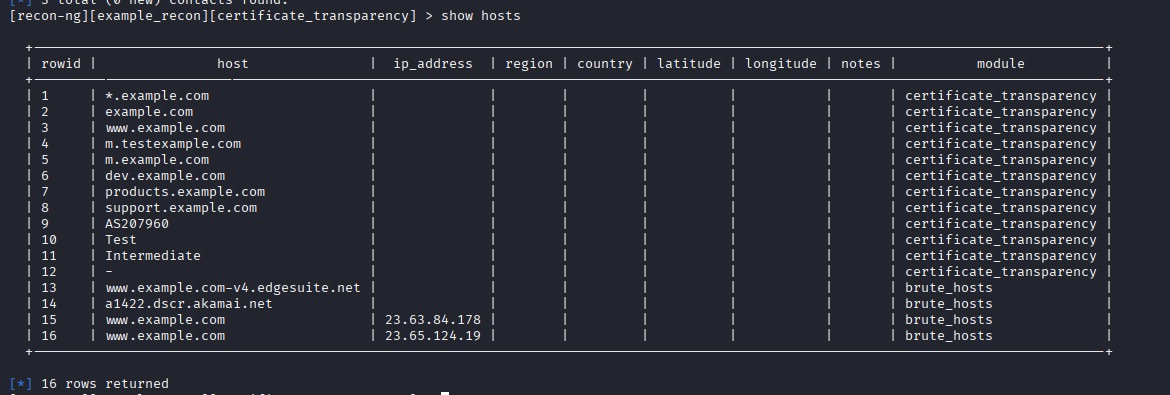 [*] 3 total (0 new) contacts found.
[recon-ng][example_recon][certificate_transparency] > show hosts
| rowid | host | ip_address | region | country | latitude | longitude | notes | module |
| 1 | *.example.com | | | | | | | certificate_transparency |
| 2 | example.com | | | | | | | certificate_transparency |
| 3 | www.example.com | | | | | | | certificate_transparency |
| 4 | m.testexample.com | | | | | | | certificate_transparency |
| 5 | m.example.com | | | | | | | certificate_transparency |
| 6 | dev.example.com | | | | | | | certificate_transparency |
| 7 | products.example.com | | | | | | | certificate_transparency |
| 8 | support.example.com | | | | | | | certificate_transparency |
| 9 | AS207960 | | | | | | | certificate_transparency |
| 10 | Test | | | | | | | certificate_transparency |
| 11 | Intermediate | | | | | | | certificate_transparency |
| 12 | - | | | | | | | certificate_transparency |
| 13 | www.example.com-v4.edgesuite.net | | | | | | | brute_hosts |
| 14 | a1422.dscr.akamai.net | | | | | | | brute_hosts |
| 15 | www.example.com | 23.63.84.178 | | | | | | brute_hosts |
| 16 | www.example.com | 23.65.124.19 | | | | | | brute_hosts |
[*] 16 rows returned